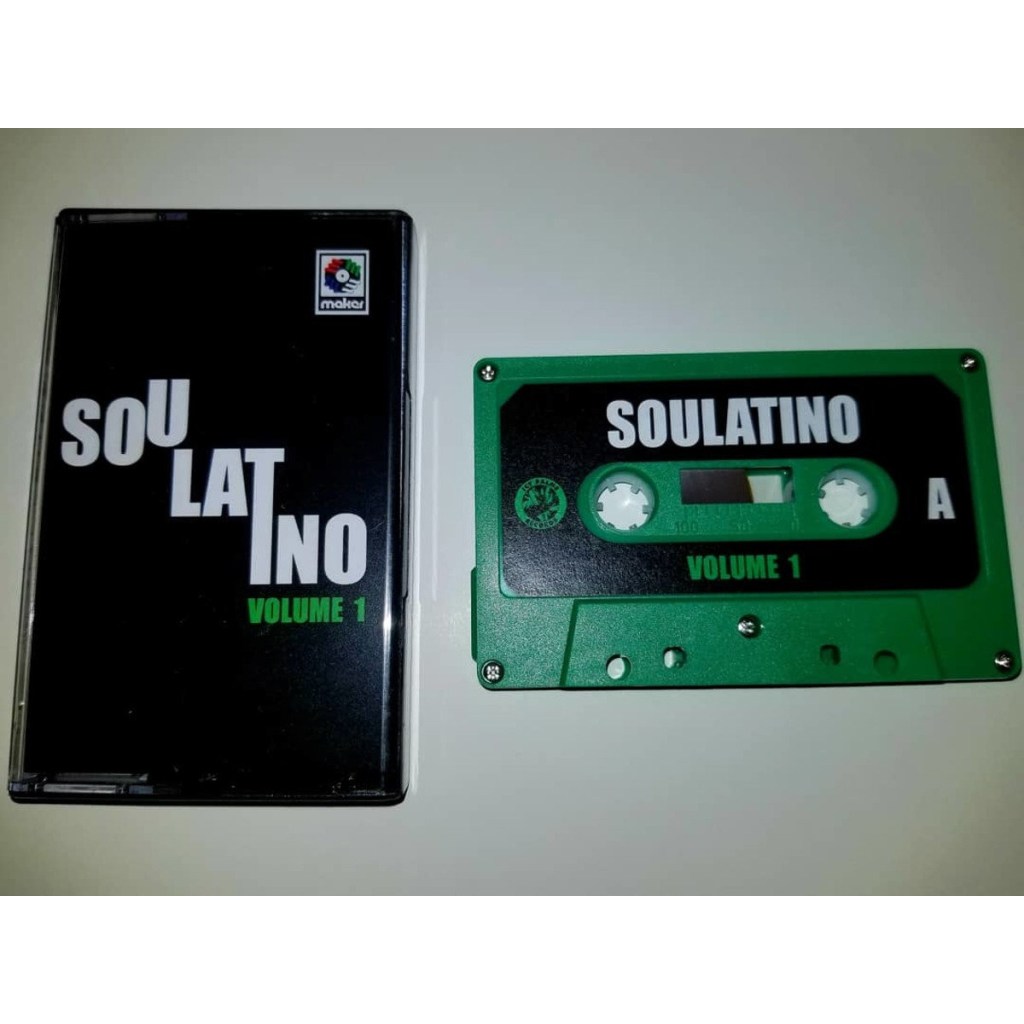 maker
SOU
LAT
INO
VOLUME 1
SOULATINO
A
VOLUME 1